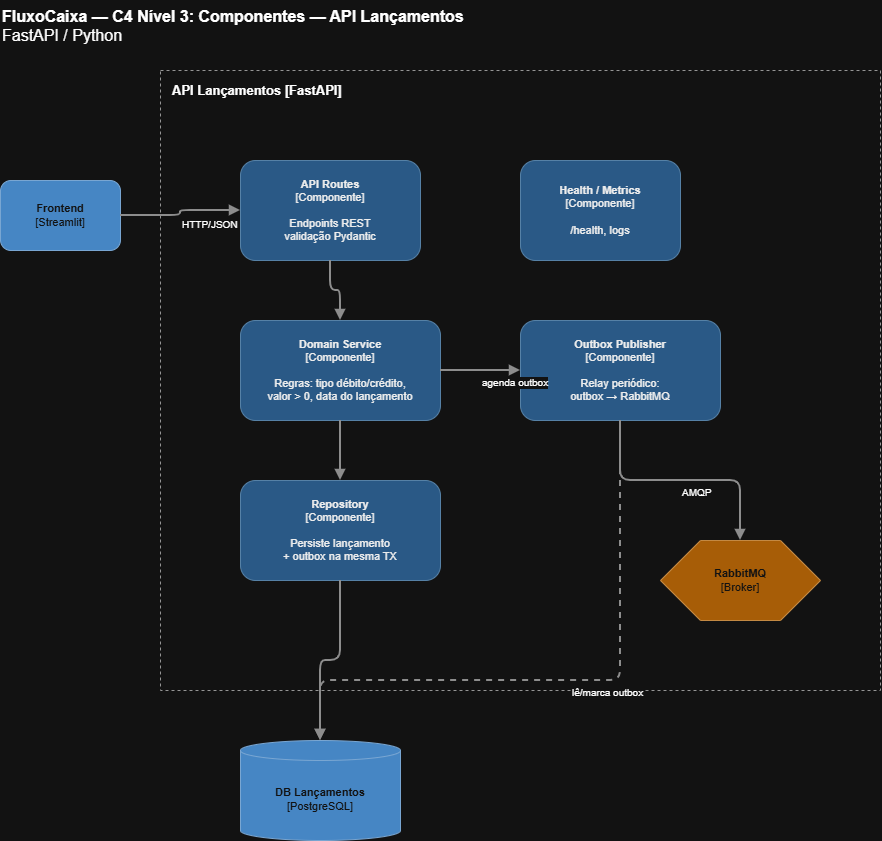 FluxoCaixa — C4 Nível 3: Componentes — API Lançamentos
FastAPI / Python
API Lançamentos [FastAPI]
Frontend
[Streamlit]
HTTP/JSON
API Routes
[Componente]
Endpoints REST
validação Pydantic
Health / Metrics
[Componente]
/health, logs
Domain Service
[Componente]
Regras: tipo débito/crédito,
valor > 0, data do lançamento
agenda outbox
Outbox Publisher
[Componente]
Relay periódico:
outbox → RabbitMQ
Repository
[Componente]
Persiste lançamento
+ outbox na mesma TX
AMQP
RabbitMQ
[Broker]
lê/marca outbox
DB Lançamentos
[PostgreSQL]